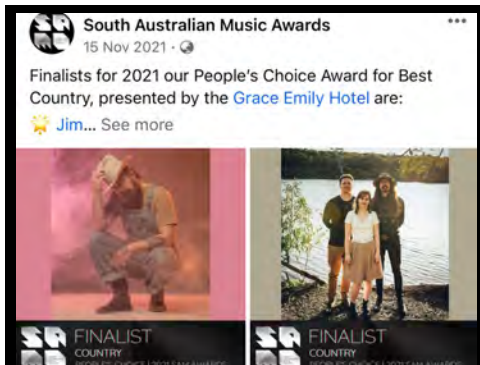 South Australian Music Awards
15 Nov 2021 ·
Finalists for 2021 our People's Choice Award for Best
Country, presented by the Grace Emily Hotel are:
Jim... See more
FINALIST
COUNTRY
FINALIST
COUNTRY